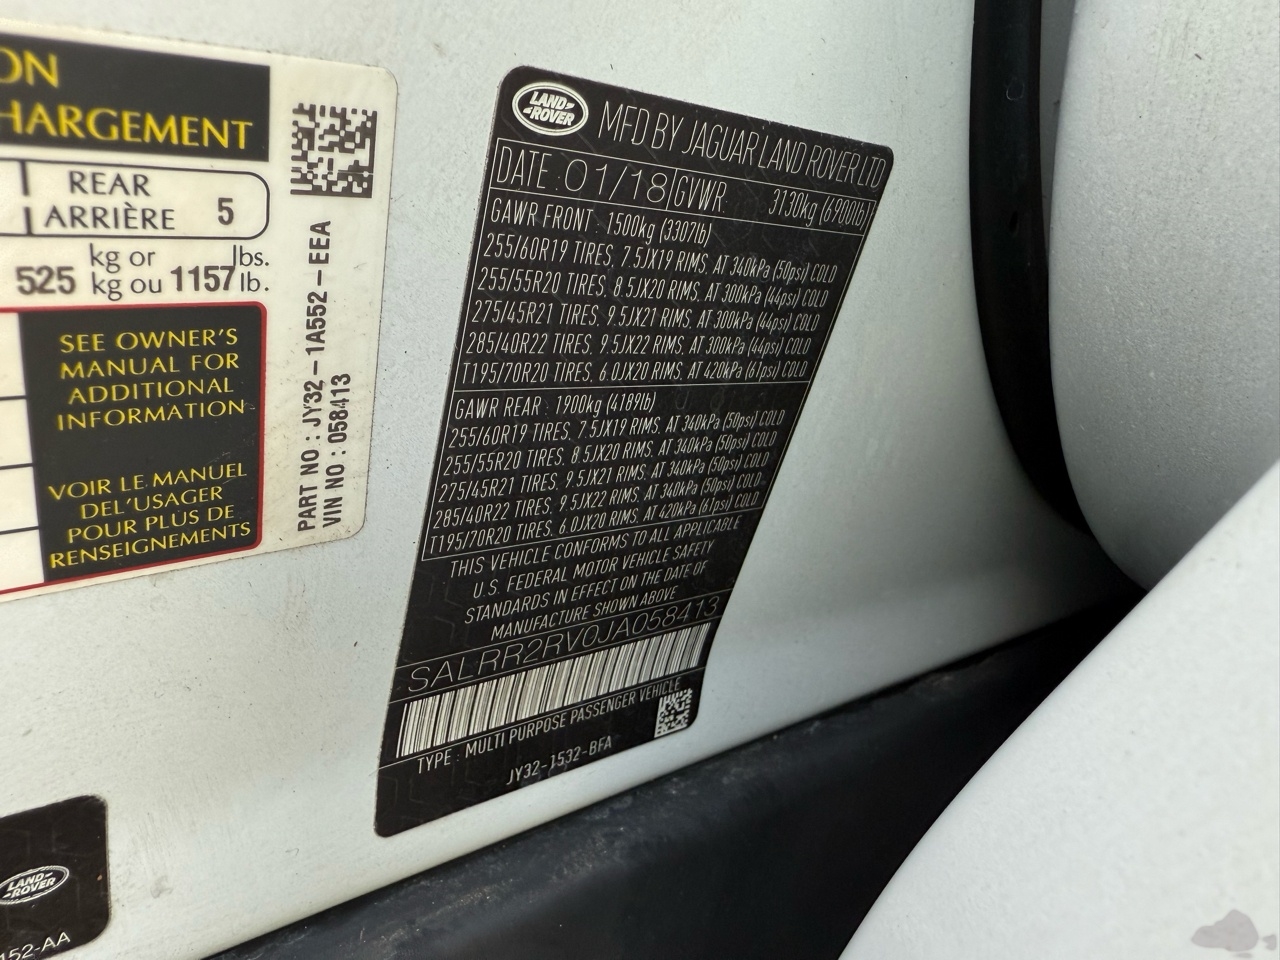 ON
HARGEMENT
REAR
ARRIÈRE 5
525 kg or 1157 lbs.
kg ou lb.
SEE OWNER'S
MANUAL FOR
ADDITIONAL
INFORMATION
VOIR LE MANUEL
DEL'USAGER
POUR PLUS DE
RENSEIGNEMENTS
PART NO : JY32-1A552-EEA
VIN NO : 058413
LAND-
-ROVER
152-AA
LAND-
-ROVER
MFD BY JAGUAR LAND ROVER LTD
DATE : 01/18 GVWR: 3130kg (6900lb)
GAWR FRONT : 1500kg (3307lb)
255/60R19 TIRES, 7.5JX19 RIMS, AT 340kPa (50psi) COLD
255/55R20 TIRES, 8.5JX20 RIMS, AT 300kPa (44psi) COLD
275/45R21 TIRES, 9.5JX21 RIMS, AT 300kPa (44psi) COLD
285/40R22 TIRES, 9.5JX22 RIMS, AT 300kPa (44psi) COLD
T195/70R20 TIRES, 6.0JX20 RIMS, AT 420kPa (61psi) COLD
GAWR REAR : 1900kg (4189lb)
255/60R19 TIRES, 7.5JX19 RIMS, AT 340kPa (50psi) COLD
255/55R20 TIRES, 8.5JX20 RIMS, AT 340kPa (50psi) COLD
275/45R21 TIRES, 9.5JX21 RIMS, AT 340kPa (50psi) COLD
285/40R22 TIRES, 9.5JX22 RIMS, AT 340kPa (50psi) COLD
T195/70R20 TIRES, 6.0JX20 RIMS, AT 420kPa (61psi) COLD
THIS VEHICLE CONFORMS TO ALL APPLICABLE
U.S. FEDERAL MOTOR VEHICLE SAFETY
STANDARDS IN EFFECT ON THE DATE OF
MANUFACTURE SHOWN ABOVE
SALRR2RV0JA058413
TYPE : MULTI PURPOSE PASSENGER VEHICLE
JY32-1532-BFA